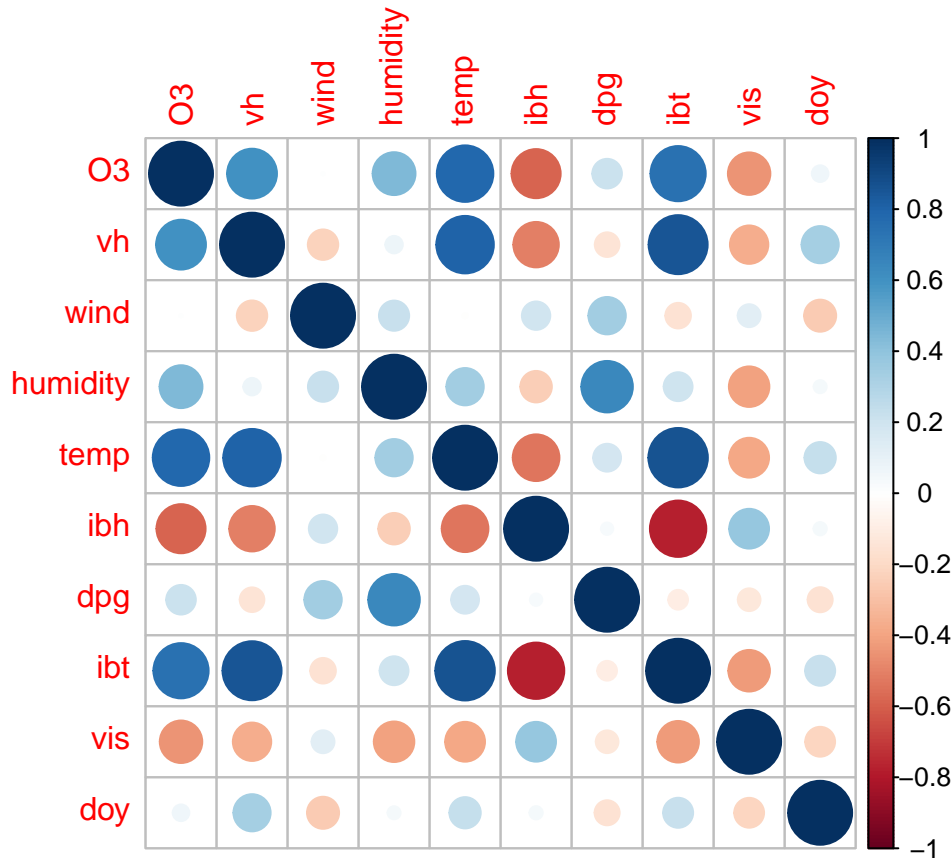 O3 vh wind humidity temp ibh dpg ibt vis doy
O3
vh
wind
humidity
temp
ibh
dpg
ibt
vis
doy
1
0.8
0.6
0.4
0.2
0
−0.2
−0.4
−0.6
−0.8
−1